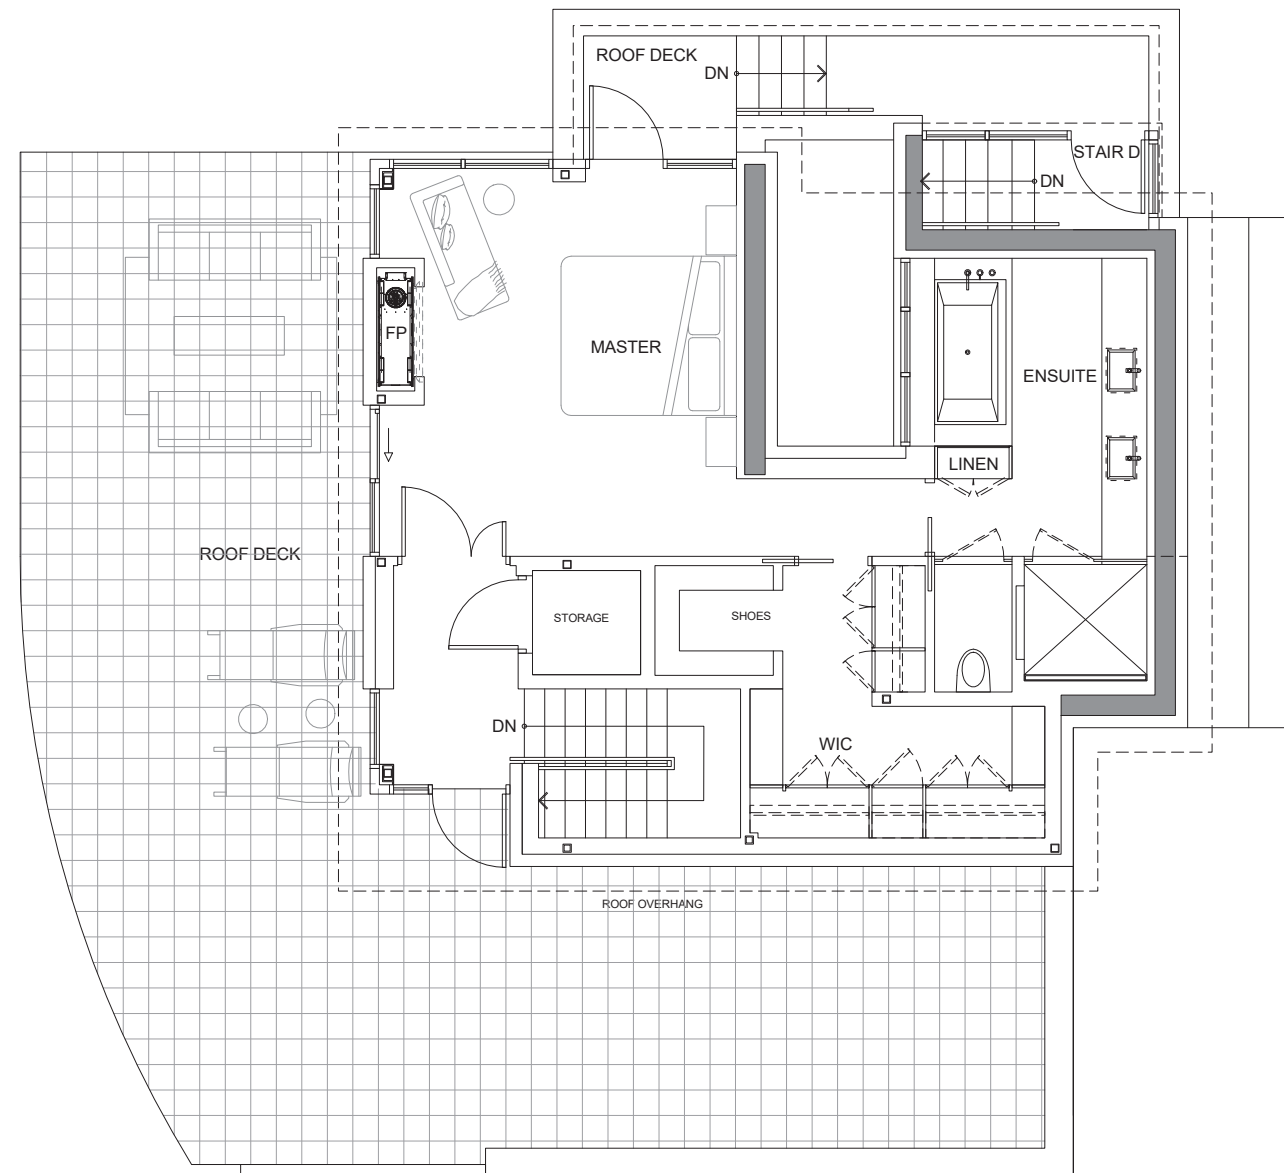 ROOF DECK
DN
STAIR D
DN
FP
MASTER
ENSUITE
LINEN
ROOF DECK
STORAGE
SHOES
DN
WIC
ROOF OVERHANG